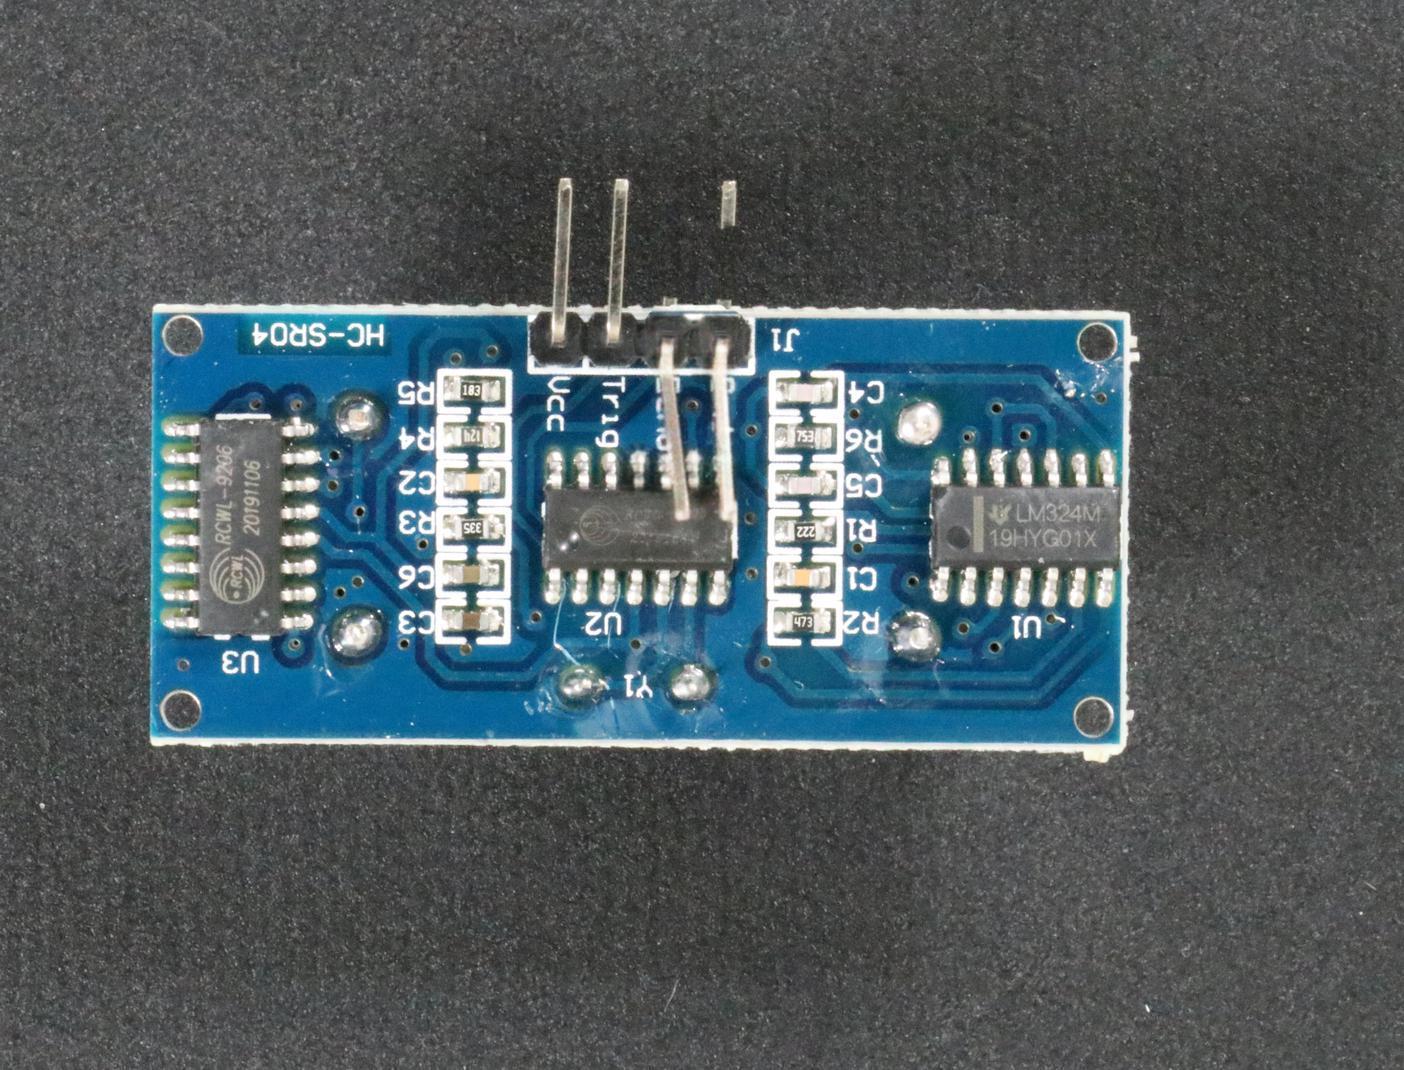 HC-SR04
J1
Vcc
Trig
R5
183
R4
124
C2
R3
335
C6
C3
C4
R6
753
C5
R1
222
C1
R2
473
RCWL-9206
20191106
RCWL
U3
U2
Y1
LM324M
19HYG01X
U1